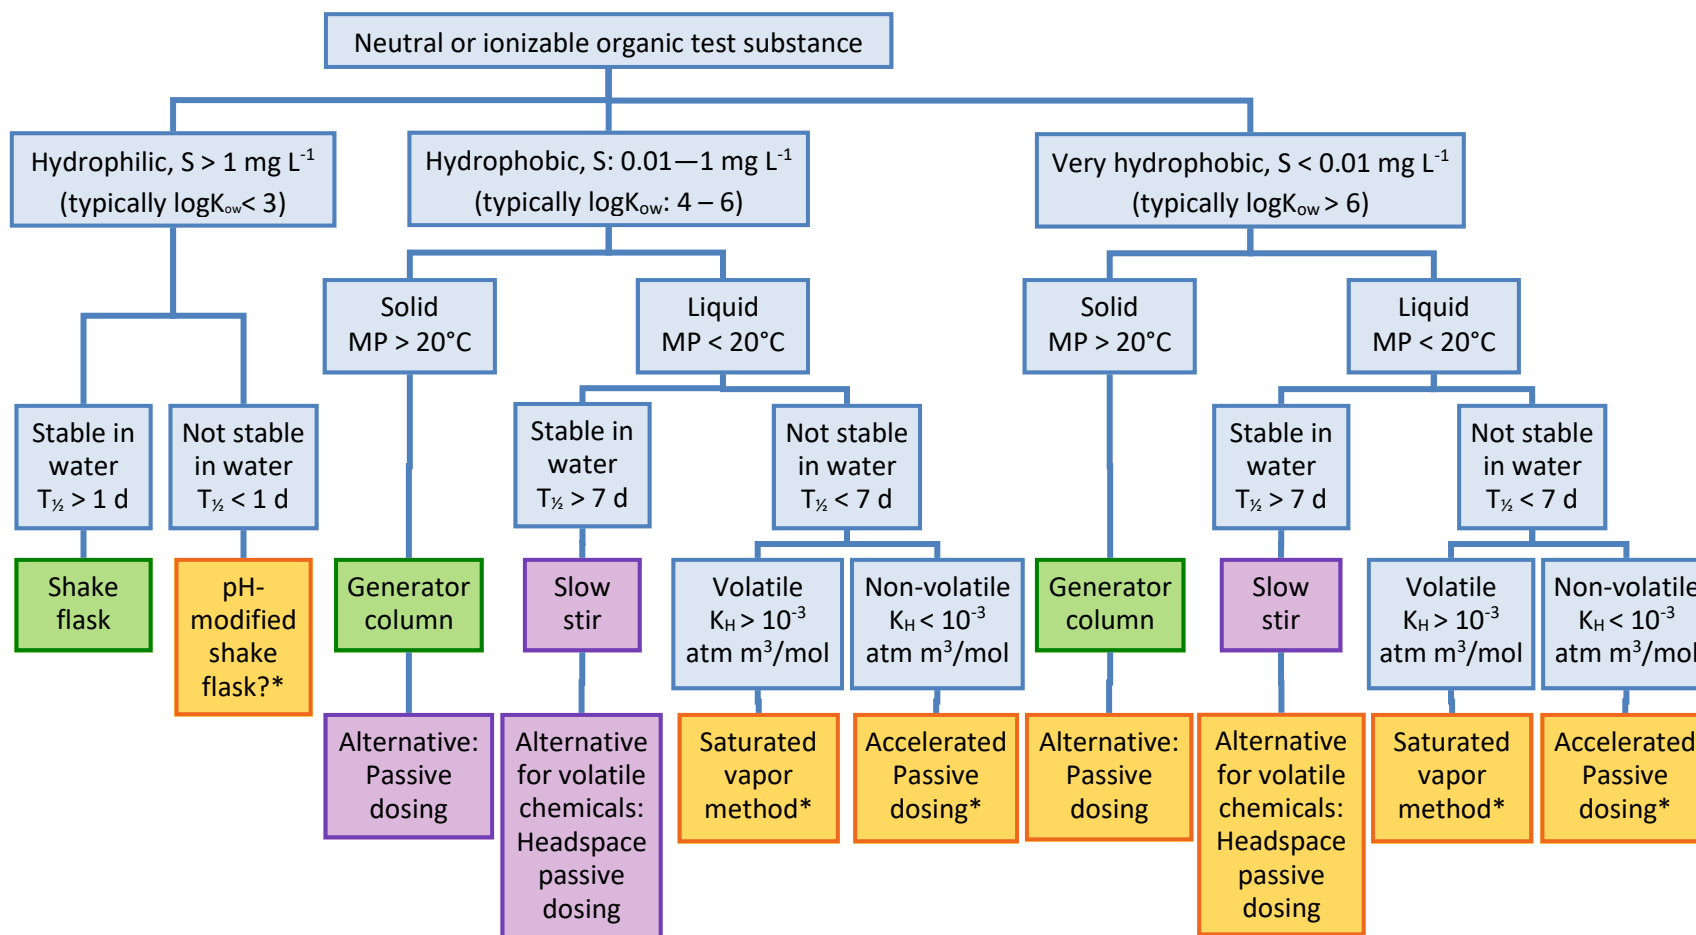 Neutral or ionizable organic test substance
Hydrophilic, S > 1 mg L⁻¹
(typically logKₒw< 3)
Hydrophobic, S: 0.01—1 mg L⁻¹
(typically logKₒw: 4 – 6)
Very hydrophobic, S < 0.01 mg L⁻¹
(typically logKₒw > 6)
Solid
MP > 20°C
Liquid
MP < 20°C
Solid
MP > 20°C
Liquid
MP < 20°C
Stable in
water
T½ > 1 d
Not stable
in water
T½ < 1 d
Stable in
water
T½ > 7 d
Not stable
in water
T½ < 7 d
Stable in
water
T½ > 7 d
Not stable
in water
T½ < 7 d
Shake
flask
pH-
modified
shake
flask?*
Generator
column
Slow
stir
Volatile
K_H > 10⁻³
atm m³/mol
Non-volatile
K_H < 10⁻³
atm m³/mol
Generator
column
Slow
stir
Volatile
K_H > 10⁻³
atm m³/mol
Non-volatile
K_H < 10⁻³
atm m³/mol
Alternative:
Passive
dosing
Alternative
for volatile
chemicals:
Headspace
passive
dosing
Saturated
vapor
method*
Accelerated
Passive
dosing*
Alternative:
Passive
dosing
Alternative
for volatile
chemicals:
Headspace
passive
dosing
Saturated
vapor
method*
Accelerated
Passive
dosing*